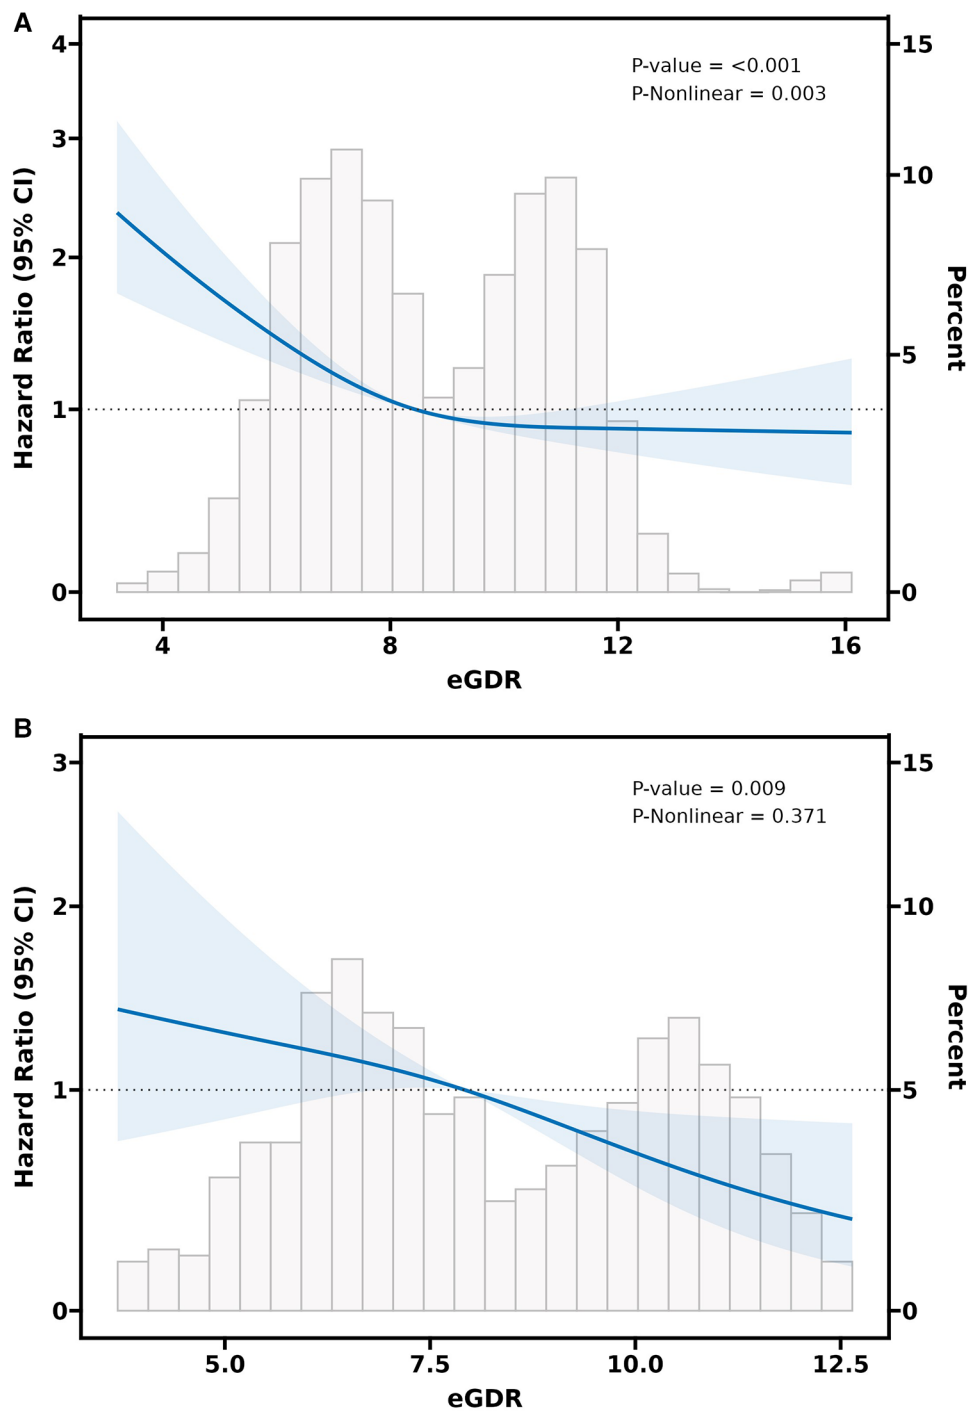 A
P-value = <0.001
P-Nonlinear = 0.003
Hazard Ratio (95% CI)
4
3
2
1
0
15
10
5
0
Percent
4 8 12 16
eGDR
B
P-value = 0.009
P-Nonlinear = 0.371
Hazard Ratio (95% CI)
3
2
1
0
15
10
5
0
Percent
5.0 7.5 10.0 12.5
eGDR